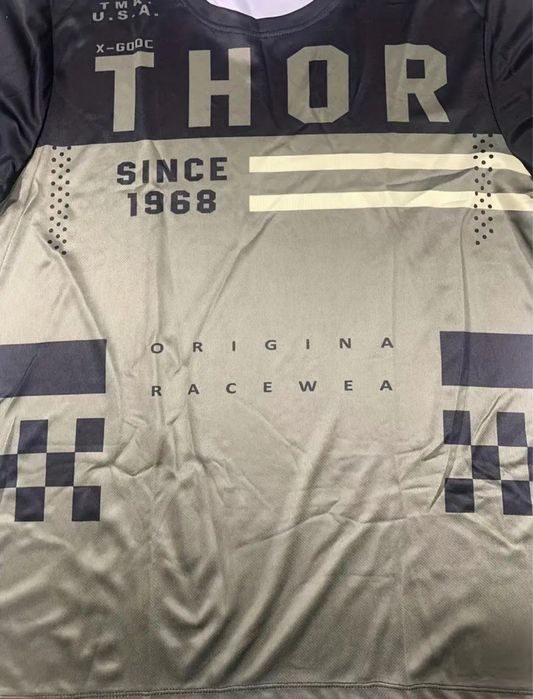 TMK
U.S.A.
X-GOOC
THOR
SINCE
1968
ORIGINA
RACEWEA